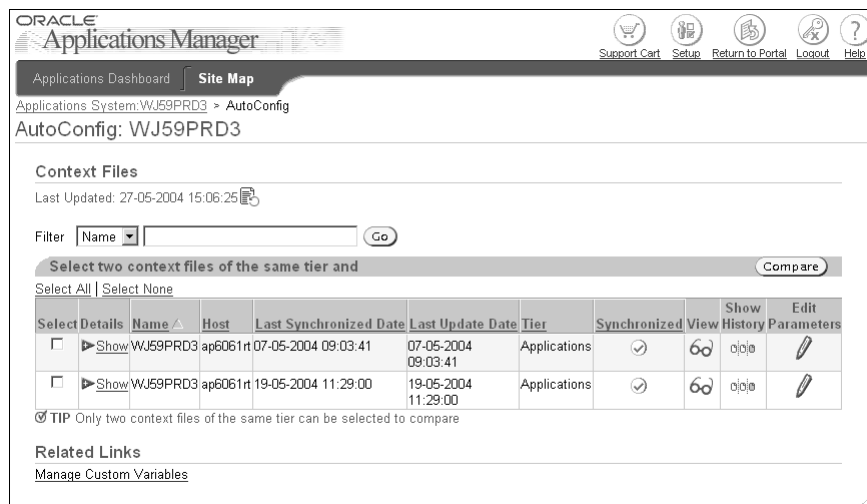 ORACLE
Applications Manager
Support Cart Setup Return to Portal Logout Help
Applications Dashboard Site Map
Applications System:WJ59PRD3 > AutoConfig
AutoConfig: WJ59PRD3
Context Files
Last Updated: 27-05-2004 15:06:25
Filter Name Go
Select two context files of the same tier and Compare
Select All | Select None
Select Details Name Host Last Synchronized Date Last Update Date Tier Synchronized View Show History Edit Parameters
Show WJ59PRD3 ap6061rt 07-05-2004 09:03:41 07-05-2004 09:03:41 Applications
Show WJ59PRD3 ap6061rt 19-05-2004 11:29:00 19-05-2004 11:29:00 Applications
TIP Only two context files of the same tier can be selected to compare
Related Links
Manage Custom Variables